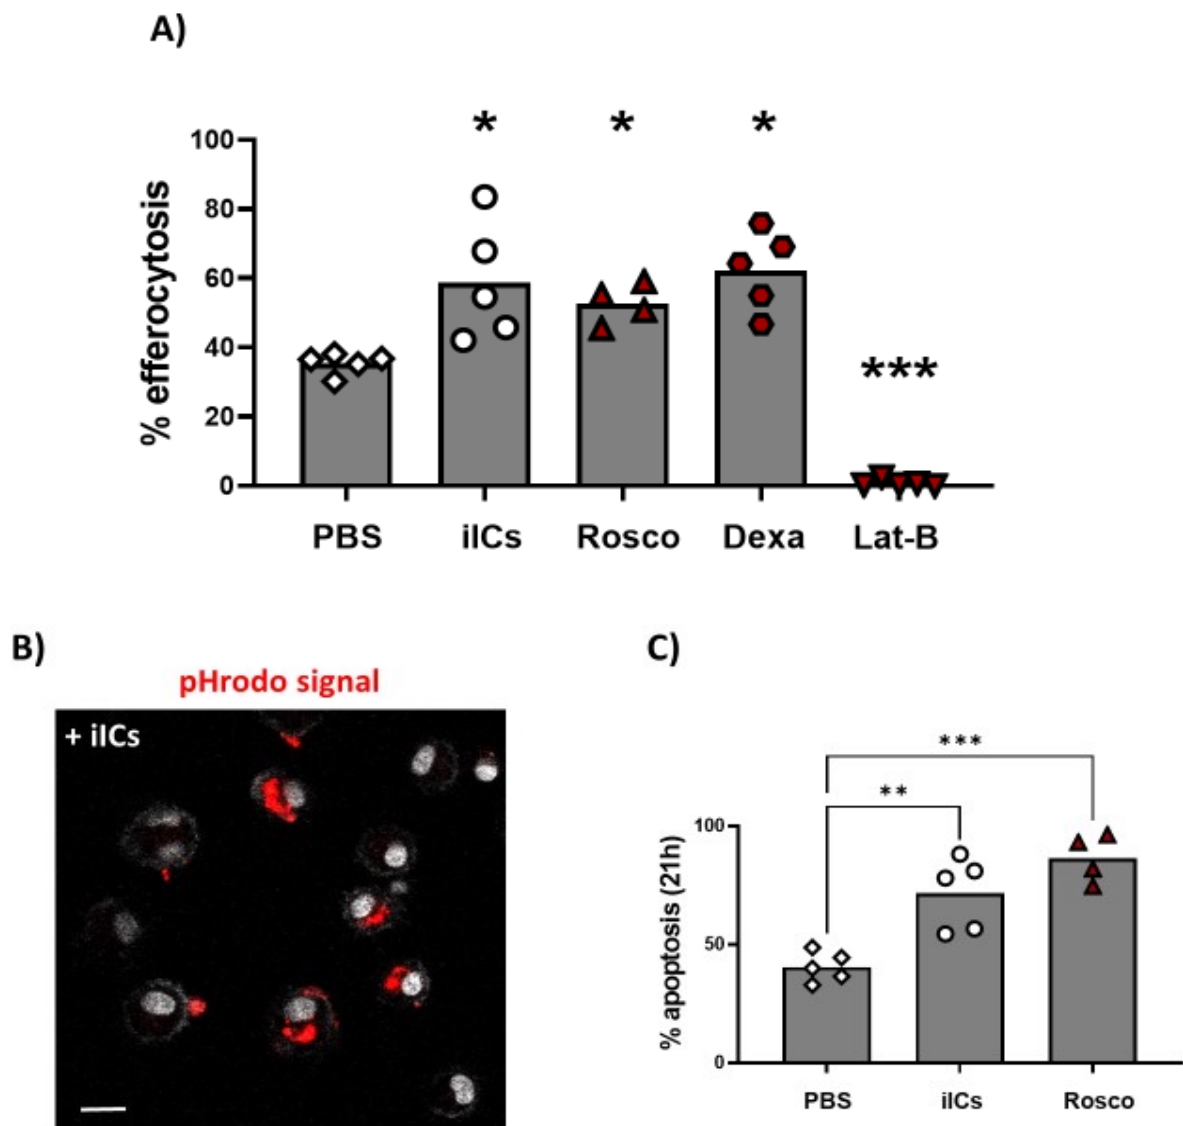 A)
* * *
100
80
60
40
20
0
% efferocytosis
***
PBS iICs Rosco Dexa Lat-B
B)
pHrodo signal
+ iICs
C)
***
**
100
50
0
% apoptosis (21h)
PBS iICs Rosco